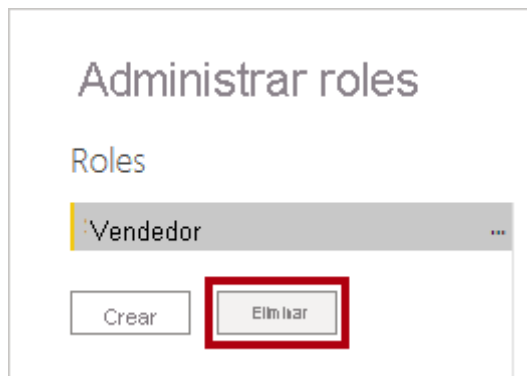 Administrar roles
Roles
Vendedor ...
Crear
Eliminar